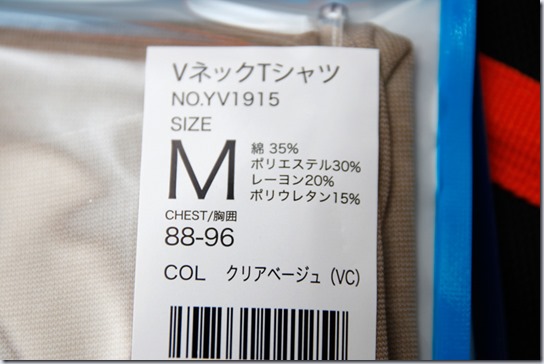 VネックTシャツ
NO.YV1915
SIZE
M
綿 35%
ポリエステル30%
レーヨン20%
ポリウレタン15%
CHEST/胸囲
88-96
COL クリアベージュ (VC)